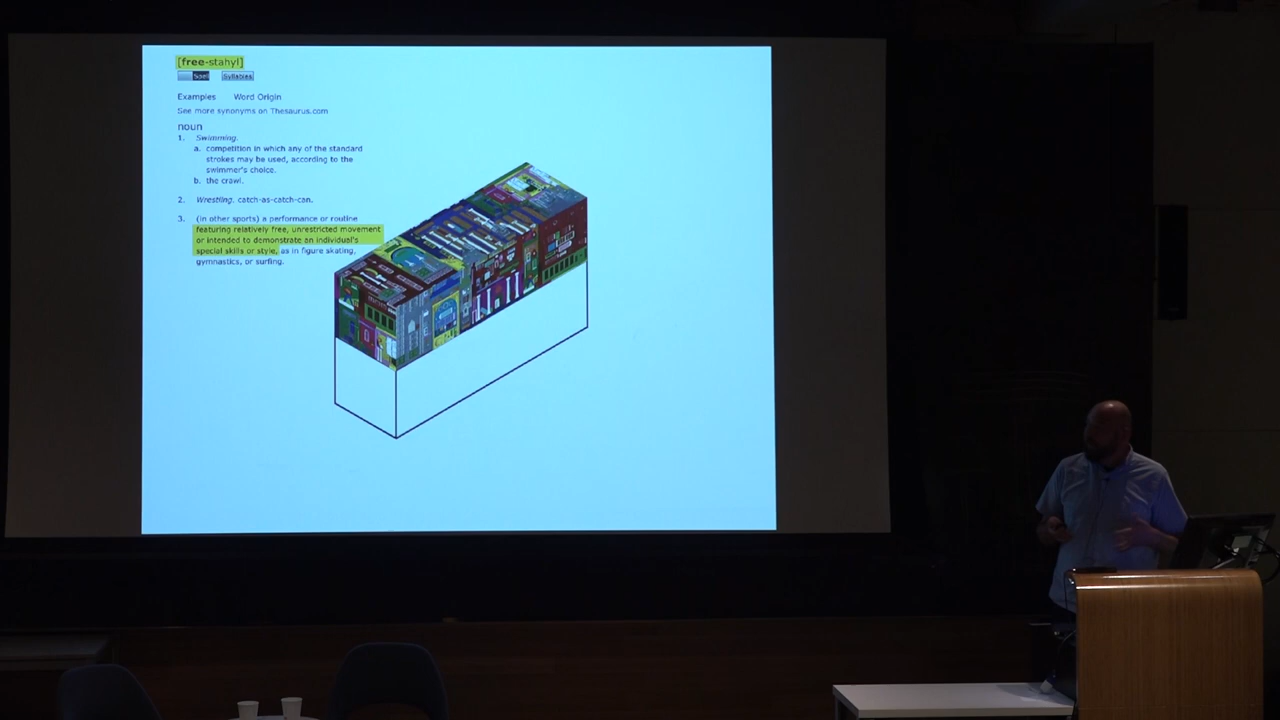 [free-stahyl]
Spell Syllables
Examples Word Origin
See more synonyms on Thesaurus.com
noun
1. Swimming.
a. competition in which any of the standard
strokes may be used, according to the
swimmer's choice.
b. the crawl.
2. Wrestling. catch-as-catch-can.
3. (in other sports) a performance or routine
featuring relatively free, unrestricted movement
or intended to demonstrate an individual's
special skills or style, as in figure skating,
gymnastics, or surfing.